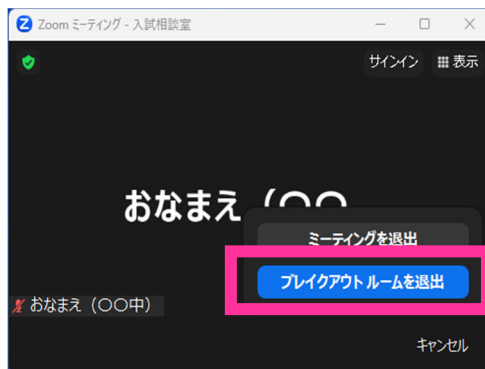 Zoom ミーティング - 入試相談室
サインイン 表示
おなまえ（〇〇
ミーティングを退出
ブレイクアウト ルームを退出
おなまえ（〇〇中）
キャンセル